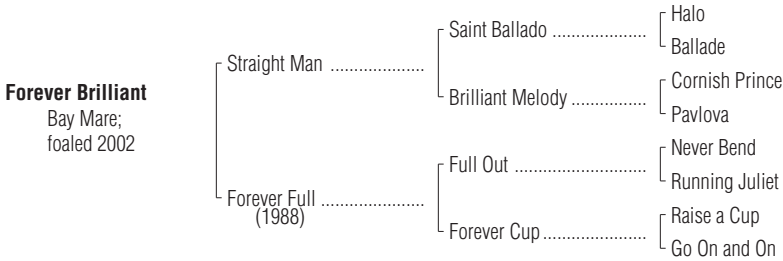 Halo
Saint Ballado ....................
Ballade
Straight Man ....................
Cornish Prince
Forever Brilliant
Brilliant Melody ................
Pavlova
Bay Mare;
foaled 2002
Never Bend
Full Out ............................
Running Juliet
Forever Full ......................
(1988)
Raise a Cup
Forever Cup ......................
Go On and On